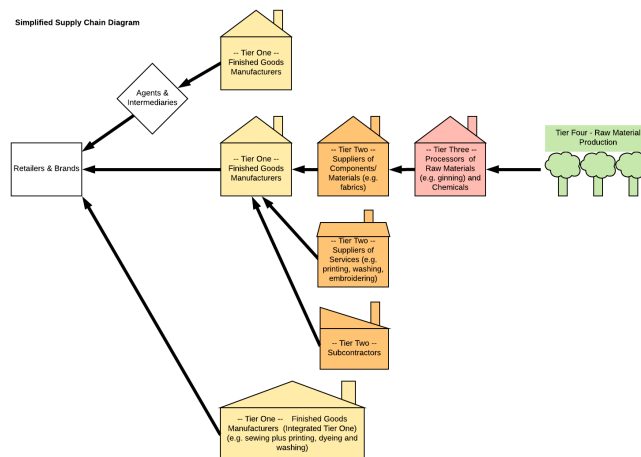 Simplified Supply Chain Diagram
-- Tier One --
Finished Goods
Manufacturers
Agents &
Intermediaries
Retailers & Brands
-- Tier One --
Finished Goods
Manufacturers
-- Tier Two --
Suppliers of
Components/
Materials (e.g.
fabrics)
-- Tier Three --
Processors of
Raw Materials
(e.g. ginning) and
Chemicals
Tier Four - Raw Material
Production
-- Tier Two --
Suppliers of
Services (e.g.
printing, washing,
embroidering)
-- Tier Two --
Subcontractors
-- Tier One -- Finished Goods
Manufacturers (Integrated Tier One)
(e.g. sewing plus printing, dyeing and
washing)